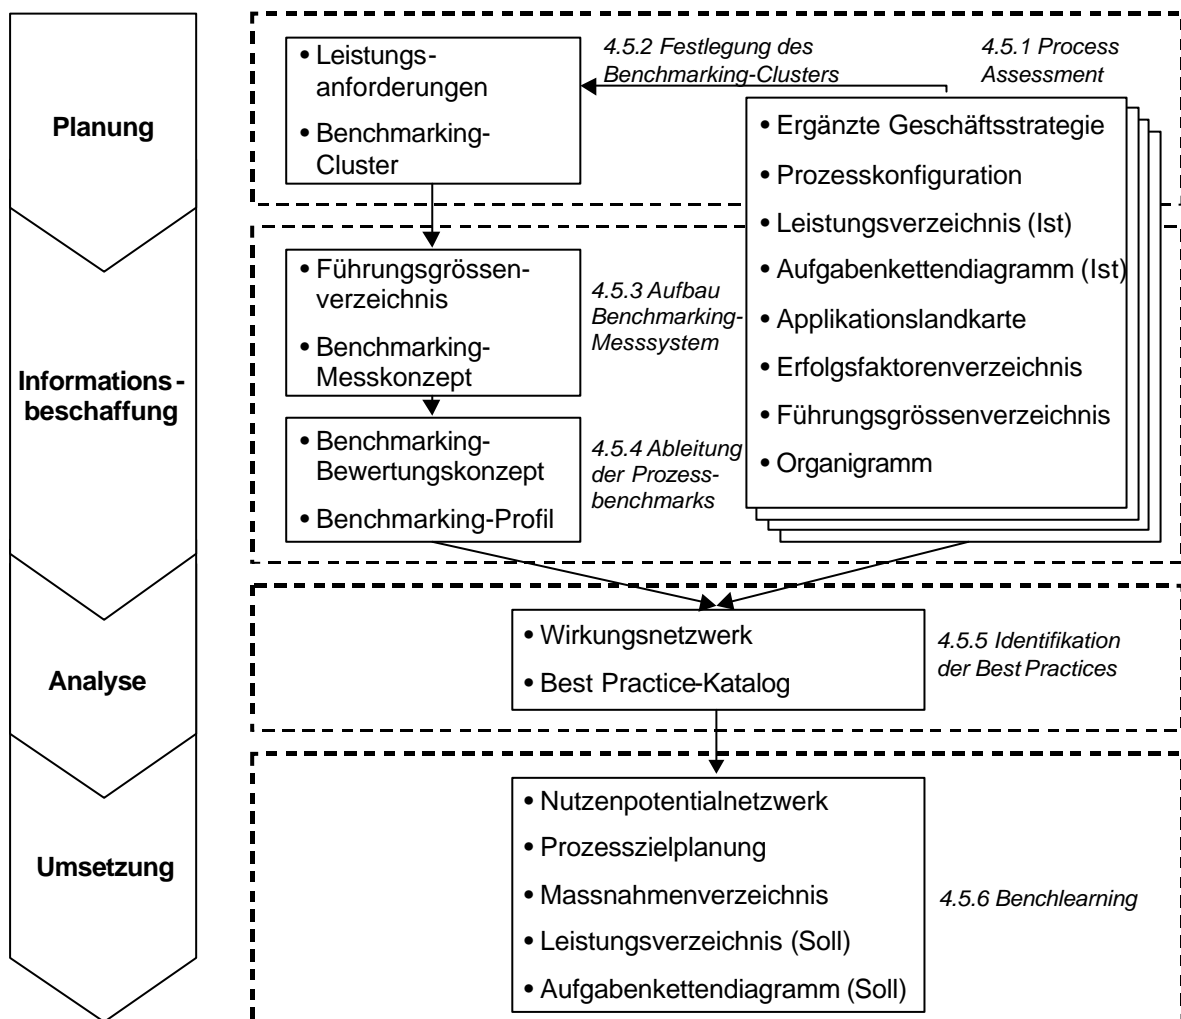 Planung
Informations-
beschaffung
Analyse
Umsetzung
• Leistungs-
anforderungen
• Benchmarking-
Cluster
4.5.2 Festlegung des
Benchmarking-Clusters
4.5.1 Process
Assessment
• Ergänzte Geschäftsstrategie
• Prozesskonfiguration
• Leistungsverzeichnis (Ist)
• Aufgabenkettendiagramm (Ist)
• Applikationslandkarte
• Erfolgsfaktorenverzeichnis
• Führungsgrössenverzeichnis
• Organigramm
• Führungsgrössen-
verzeichnis
• Benchmarking-
Messkonzept
4.5.3 Aufbau
Benchmarking-
Messsystem
• Benchmarking-
Bewertungskonzept
• Benchmarking-Profil
4.5.4 Ableitung
der Prozess-
benchmarks
• Wirkungsnetzwerk
• Best Practice-Katalog
4.5.5 Identifikation
der Best Practices
• Nutzenpotentialnetzwerk
• Prozesszielplanung
• Massnahmenverzeichnis
• Leistungsverzeichnis (Soll)
• Aufgabenkettendiagramm (Soll)
4.5.6 Benchlearning